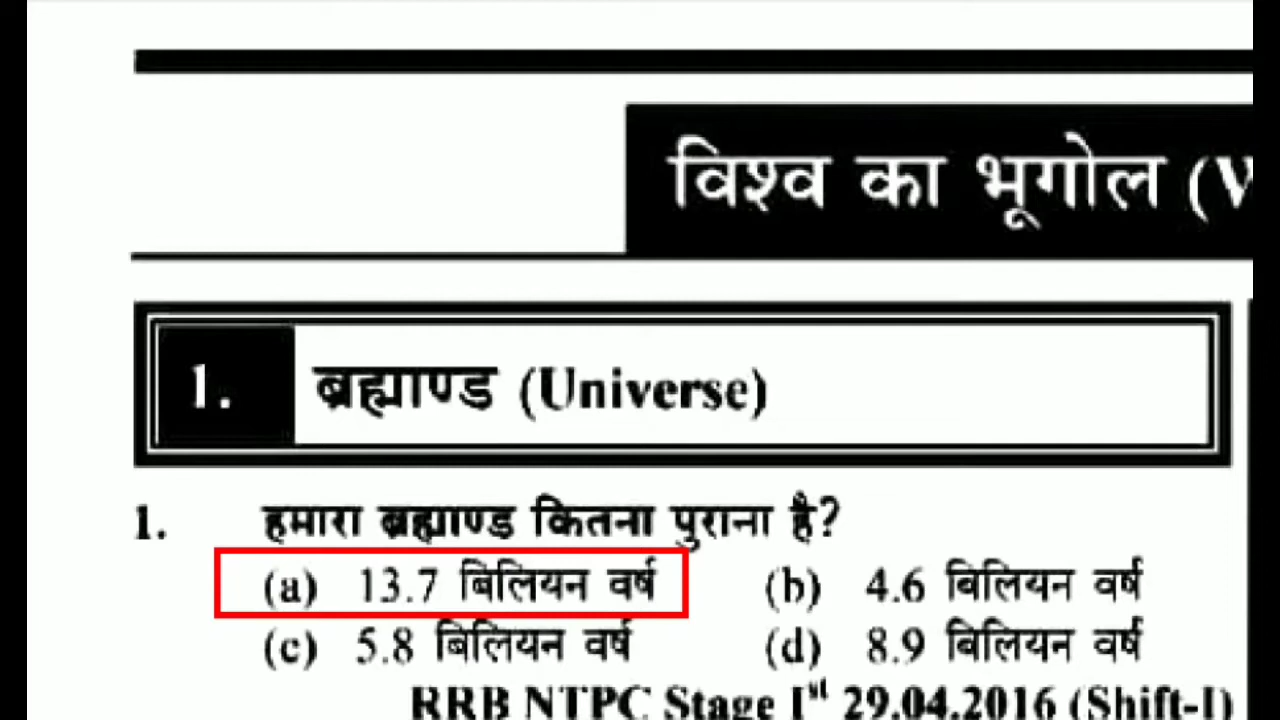 विश्व का भूगोल (
1. ब्रह्माण्ड (Universe)
1. हमारा ब्रह्माण्ड कितना पुराना है?
(a) 13.7 बिलियन वर्ष (b) 4.6 बिलियन वर्ष
(c) 5.8 बिलियन वर्ष (d) 8.9 बिलियन वर्ष
RRB NTPC Stage Ist 29.04.2016 (Shift-I)